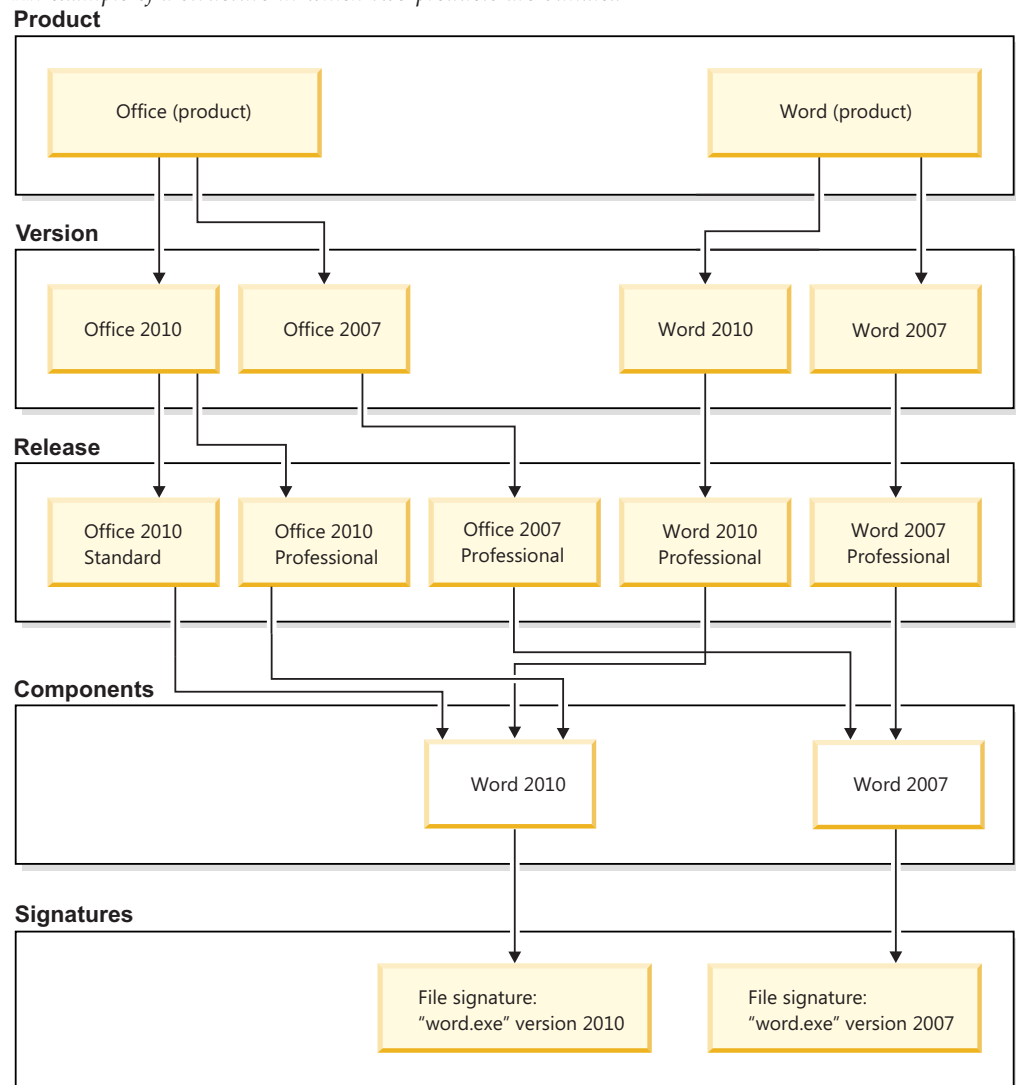 Product
Office (product)
Word (product)
Version
Office 2010
Office 2007
Word 2010
Word 2007
Release
Office 2010
Standard
Office 2010
Professional
Office 2007
Professional
Word 2010
Professional
Word 2007
Professional
Components
Word 2010
Word 2007
Signatures
File signature:
“word.exe” version 2010
File signature:
“word.exe” version 2007